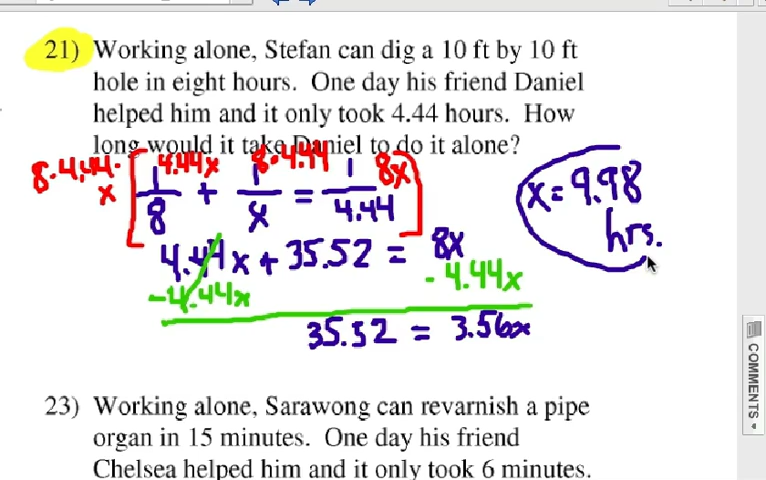 21) Working alone, Stefan can dig a 10 ft by 10 ft
hole in eight hours. One day his friend Daniel
helped him and it only took 4.44 hours. How
long would it take Daniel to do it alone?
8·4.44·x [ 1/8 4.44x + 1/x 8·4.44 = 1/4.44 8x ]
x = 9.98
hrs.
4.44x + 35.52 = 8x
-4.44x - 4.44x
35.52 = 3.56x
23) Working alone, Sarawong can revarnish a pipe
organ in 15 minutes. One day his friend
Chelsea helped him and it only took 6 minutes.
COMMENTS